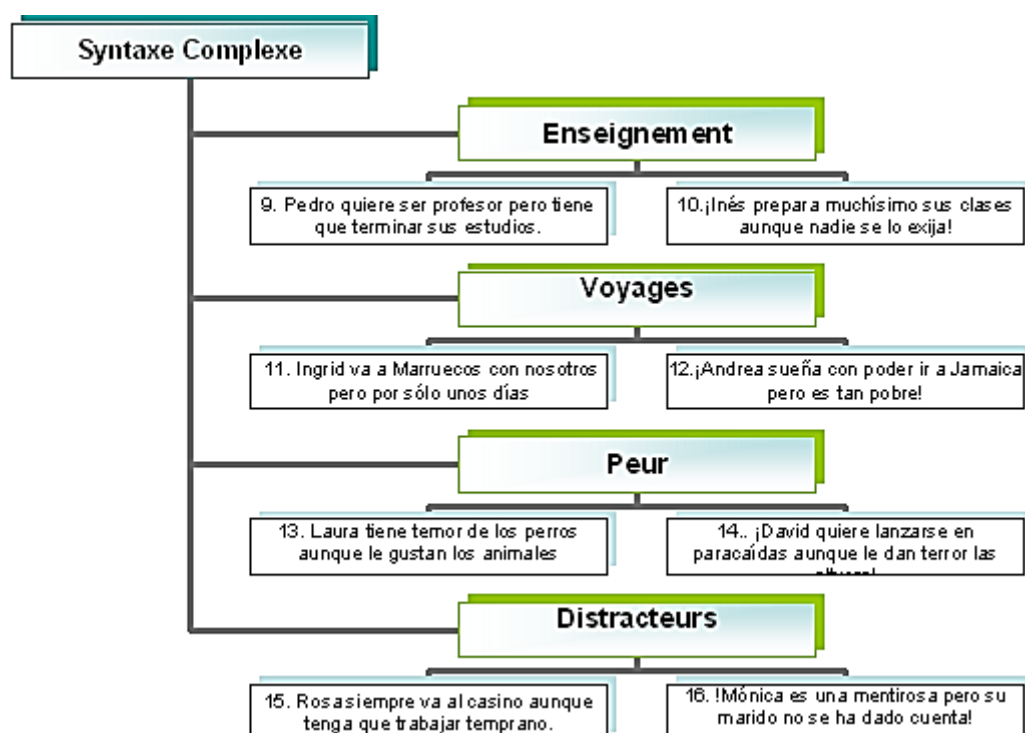 Syntaxe Complexe
Enseignement
9. Pedro quiere ser profesor pero tiene
que terminar sus estudios.
10.¡Inés prepara muchísimo sus clases
aunque nadie se lo exija!
Voyages
11. Ingrid va a Marruecos con nosotros
pero por sólo unos días
12.¡Andrea sueña con poder ir a Jamaica
pero es tan pobre!
Peur
13. Laura tiene temor de los perros
aunque le gustan los animales
14.. ¡David quiere lanzarse en
paracaídas aunque le dan terror las
Distracteurs
15. Rosasiempre va al casino aunque
tenga que trabajar temprano.
16. !Mónica es una mentirosa pero su
marido no se ha dado cuenta!